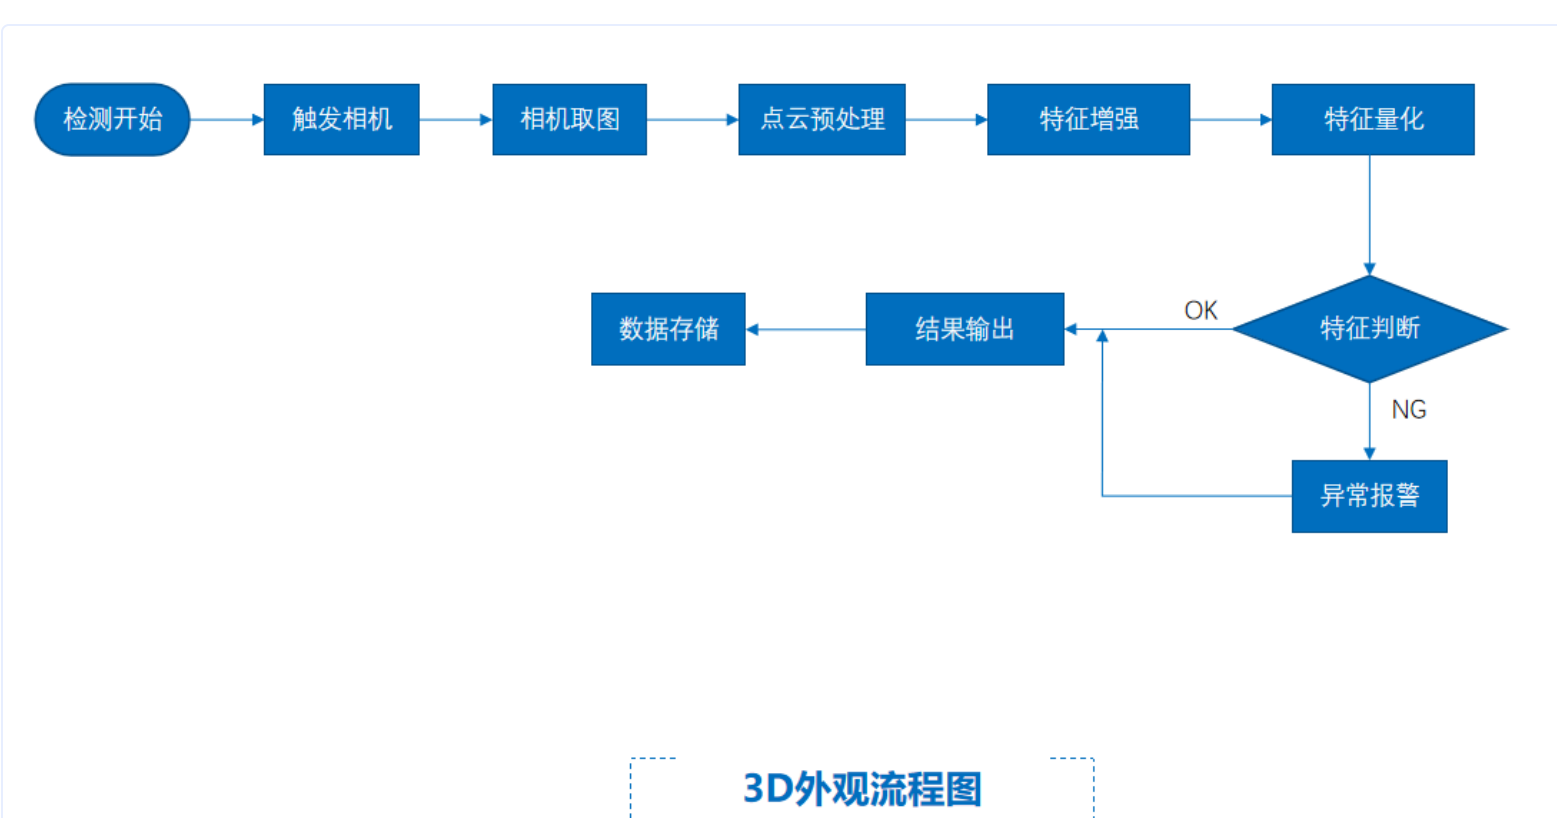 检测开始
触发相机
相机取图
点云预处理
特征增强
特征量化
数据存储
结果输出
OK
特征判断
NG
异常报警
3D外观流程图